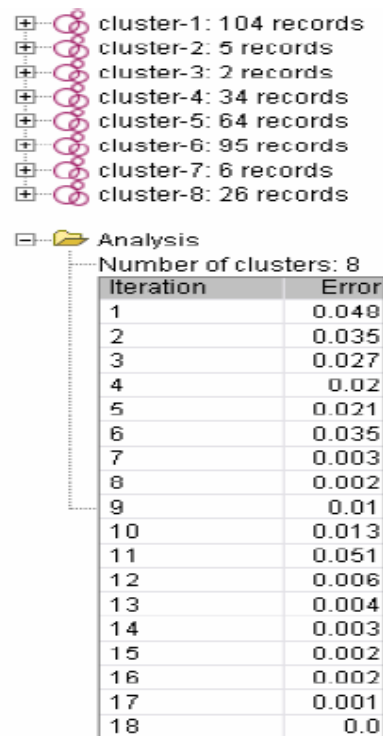 cluster-1: 104 records
cluster-2: 5 records
cluster-3: 2 records
cluster-4: 34 records
cluster-5: 64 records
cluster-6: 95 records
cluster-7: 6 records
cluster-8: 26 records
Analysis
Number of clusters: 8
Iteration Error
1 0.048
2 0.035
3 0.027
4 0.02
5 0.021
6 0.035
7 0.003
8 0.002
9 0.01
10 0.013
11 0.051
12 0.006
13 0.004
14 0.003
15 0.002
16 0.002
17 0.001
18 0.0